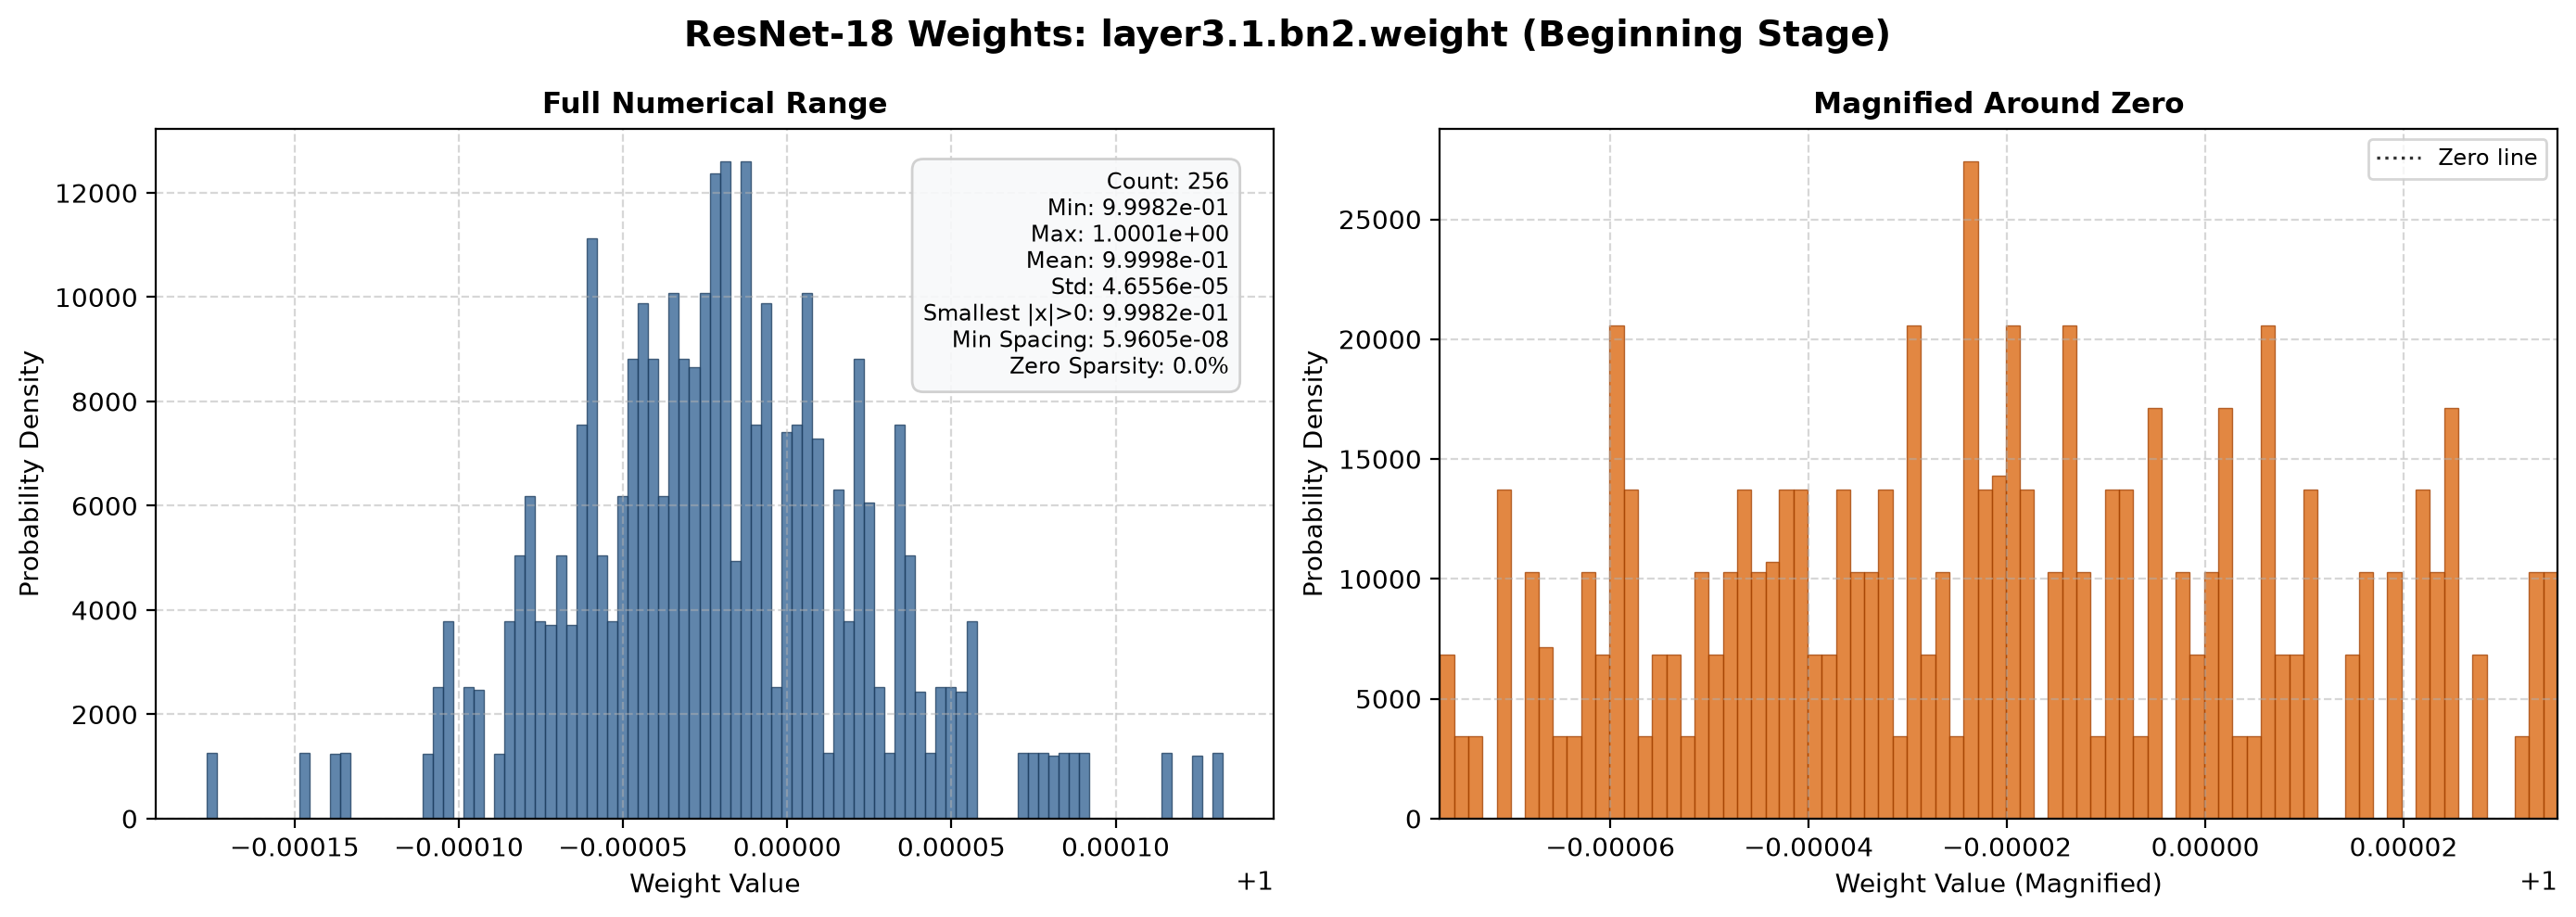 ResNet-18 Weights: layer3.1.bn2.weight (Beginning Stage)
Full Numerical Range
Probability Density
12000
10000
8000
6000
4000
2000
0
Count: 256
Min: 9.9982e-01
Max: 1.0001e+00
Mean: 9.9998e-01
Std: 4.6556e-05
Smallest |x|>0: 9.9982e-01
Min Spacing: 5.9605e-08
Zero Sparsity: 0.0%
−0.00015 −0.00010 −0.00005 0.00000 0.00005 0.00010
Weight Value
+1
Magnified Around Zero
Probability Density
25000
20000
15000
10000
5000
0
Zero line
−0.00006 −0.00004 −0.00002 0.00000 0.00002
Weight Value (Magnified)
+1